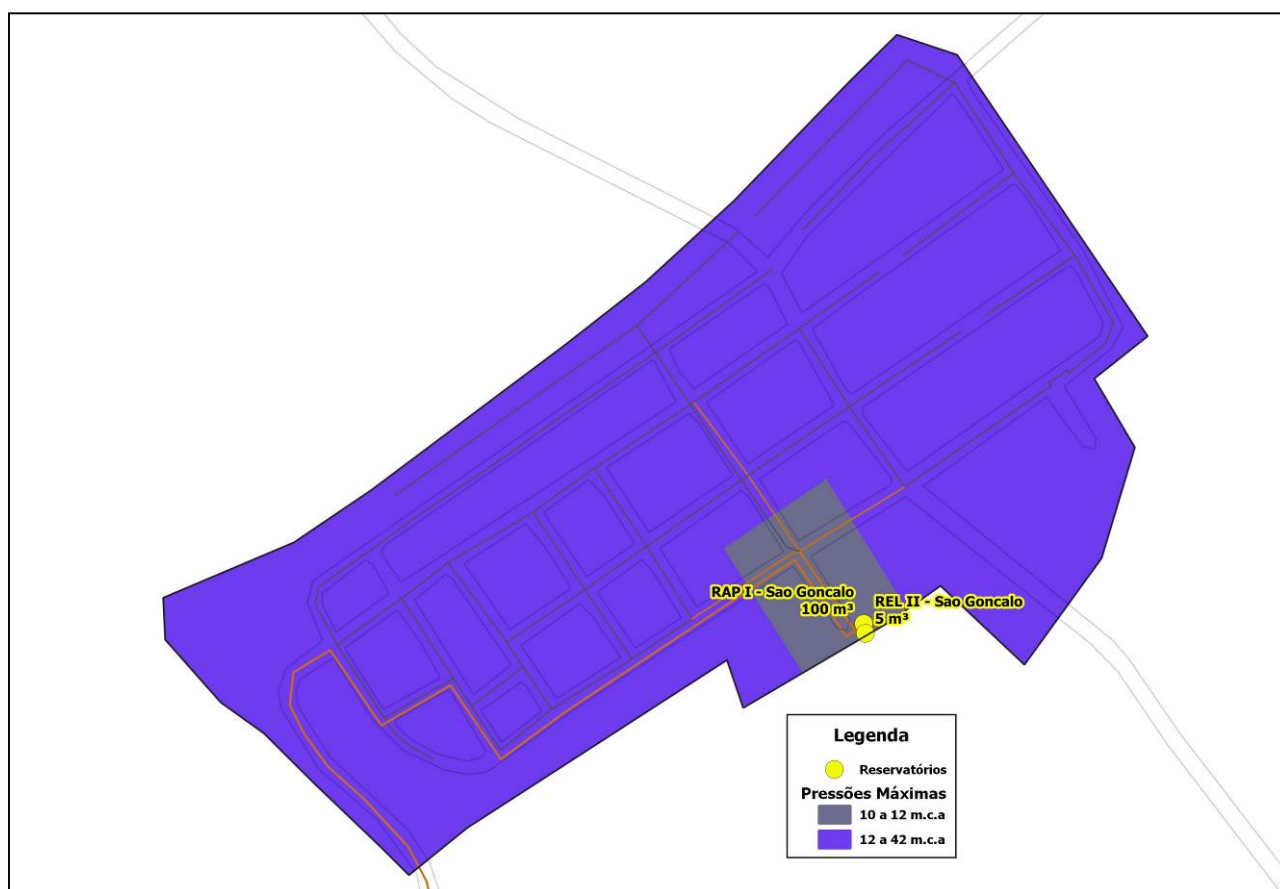 RAP I - Sao Goncalo
100 m³
REL II - Sao Goncalo
5 m³
Legenda
Reservatórios
Pressões Máximas
10 a 12 m.c.a
12 a 42 m.c.a